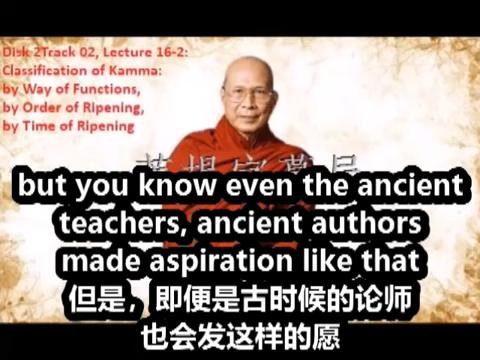 Disk 2Track 02, Lecture 16-2:
Classification of Kamma:
by Way of Functions,
by Order of Ripening,
by Time of Ripening
but you know even the ancient
teachers, ancient authors
made aspiration like that
但是，即便是古时候的论师
也会发这样的愿